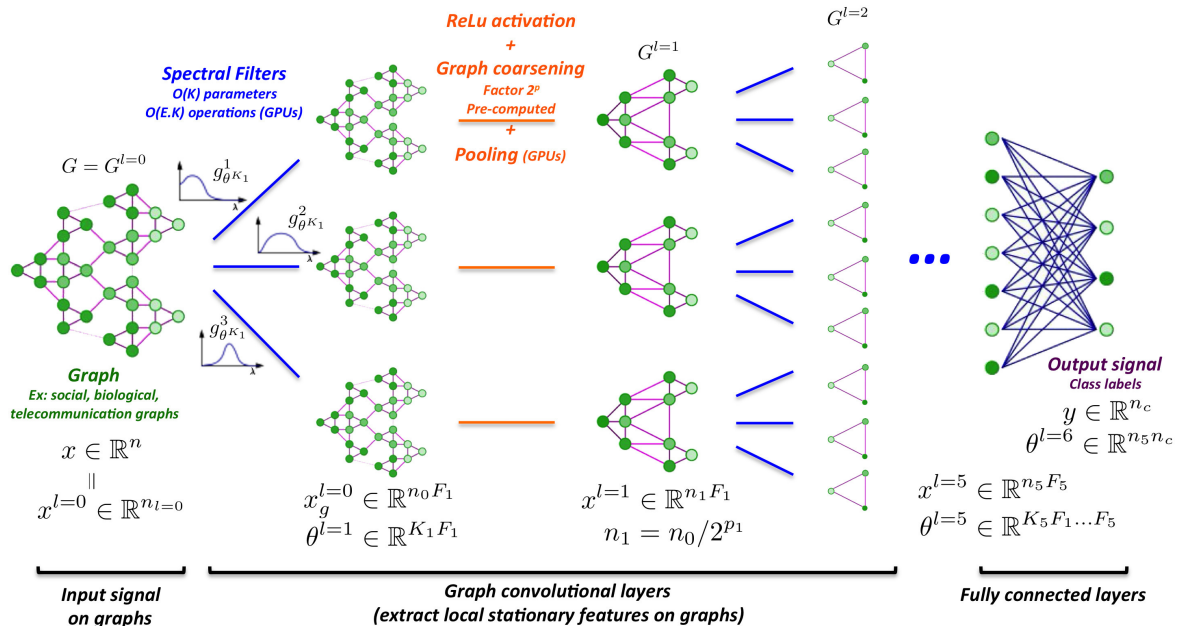 ReLu activation
+
Graph coarsening
Factor 2^p
Pre-computed
+
Pooling (GPUs)
Spectral Filters
O(K) parameters
O(E.K) operations (GPUs)
G = G^{l=0}
g^1_{θ^{K_1}}
λ
g^2_{θ^{K_1}}
λ
g^3_{θ^{K_1}}
λ
G^{l=1}
G^{l=2}
...
Graph
Ex: social, biological,
telecommunication graphs
x ∈ ℝ^n
=
x^{l=0} ∈ ℝ^{n_{l=0}}
x_g^{l=0} ∈ ℝ^{n_0 F_1}
θ^{l=1} ∈ ℝ^{K_1 F_1}
x^{l=1} ∈ ℝ^{n_1 F_1}
n_1 = n_0/2^{p_1}
Output signal
Class labels
y ∈ ℝ^{n_c}
θ^{l=6} ∈ ℝ^{n_5 n_c}
x^{l=5} ∈ ℝ^{n_5 F_5}
θ^{l=5} ∈ ℝ^{K_5 F_1...F_5}
Input signal
on graphs
Graph convolutional layers
(extract local stationary features on graphs)
Fully connected layers